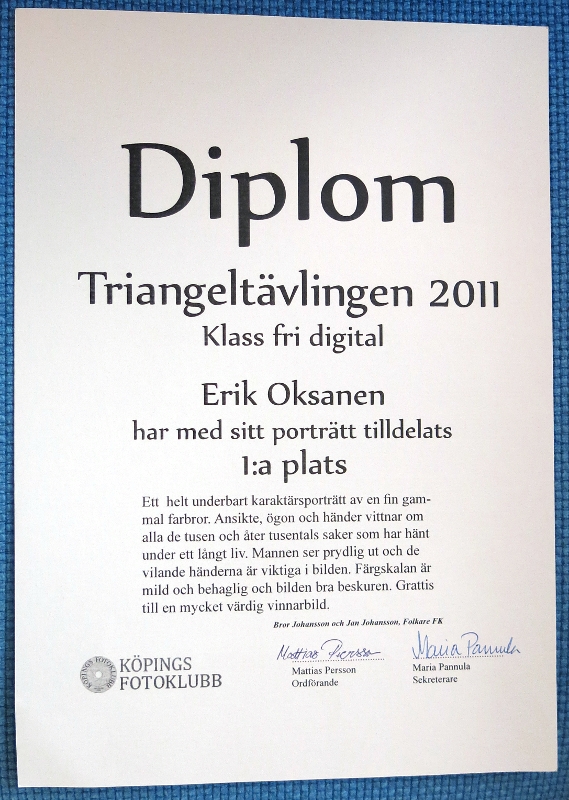 Diplom
Triangeltävlingen 2011
Klass fri digital
Erik Oksanen
har med sitt porträtt tilldelats
1:a plats
Ett helt underbart karaktärsporträtt av en fin gam-
mal farbror. Ansikte, ögon och händer vittnar om
alla de tusen och åter tusentals saker som har hänt
under ett långt liv. Mannen ser prydlig ut och de
vilande händerna är viktiga i bilden. Färgskalan är
mild och behaglig och bilden bra beskuren. Grattis
till en mycket värdig vinnarbild.
Bror Johansson och Jan Johansson, Folkare FK
Mattias Persson
Maria Pannula
KÖPINGS FOTOKLUBB
KÖPINGS
FOTOKLUBB
Mattias Persson
Ordförande
Maria Pannula
Sekreterare